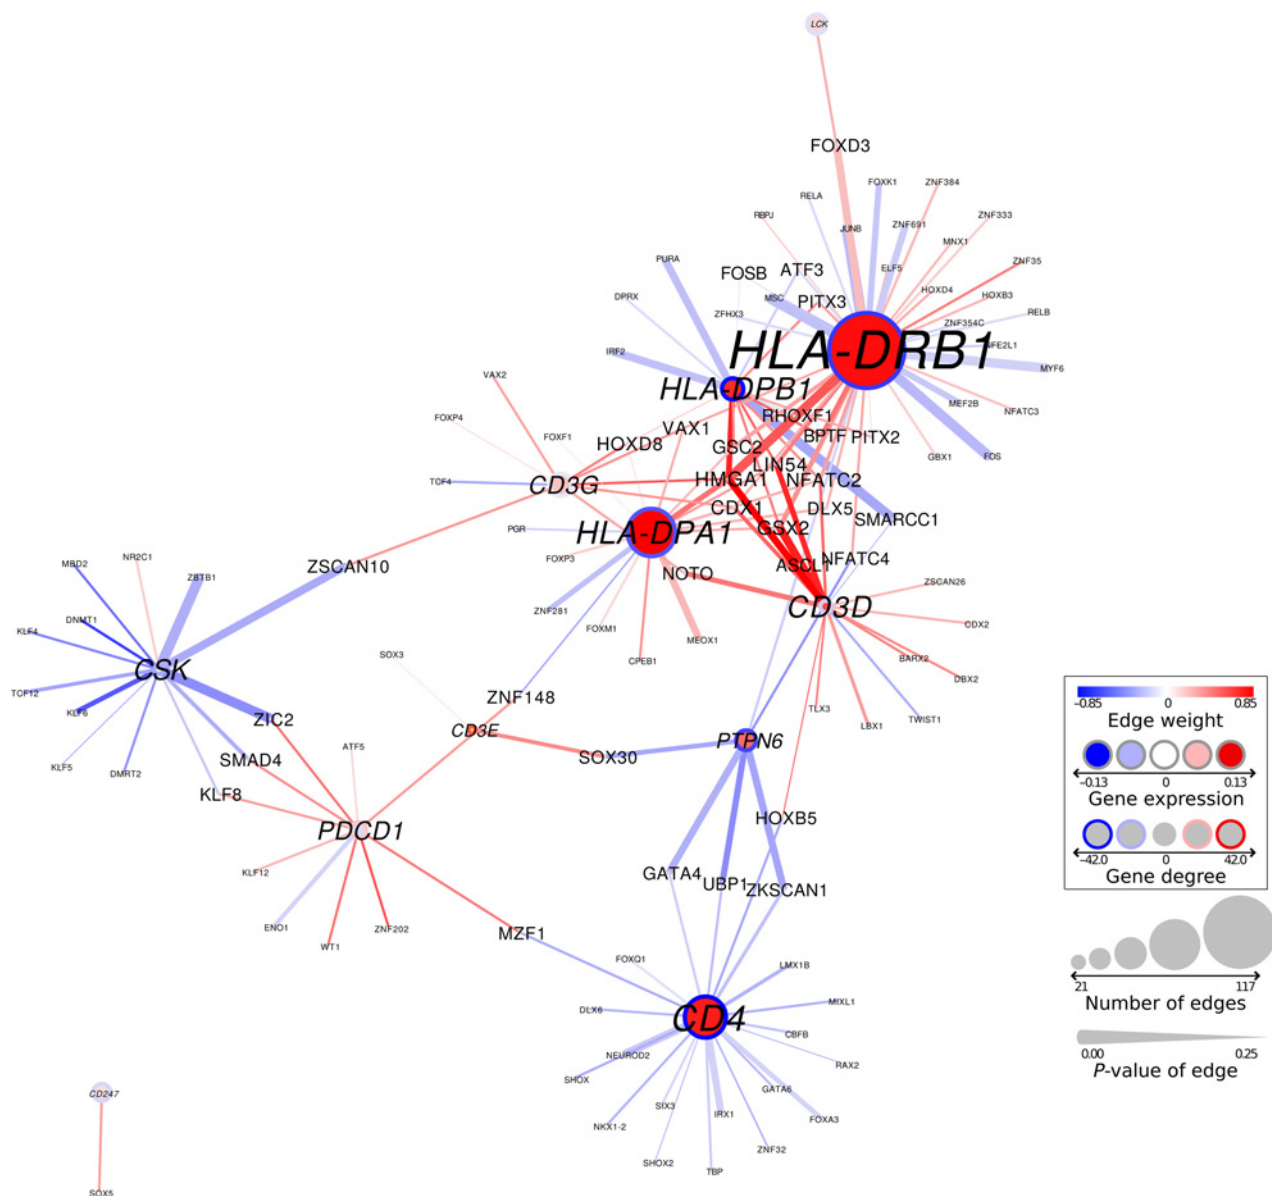 LCK
FOXD3
RELA
FOXK1
ZNF384
RBPJ
JUNB
ZNF691
ZNF333
MNX1
PURA
FOSB
ATF3
ELF5
ZNF35
DPRX
MSC
PITX3
HOXD4
HOXB3
ZFHX3
ZNF354C
RELB
IRF2
HLA-DRB1
NFE2L1
MYF6
VAX2
HLA-DPB1
MEF2B
FOXP4
RHOXF1
NFATC3
FOXF1
HOXD8
VAX1
GSC2
BPTF
PITX2
GBX1
FOS
TCF4
CD3G
HMGA1
LIN54
NFATC2
CDX1
DLX5
SMARCC1
PGR
HLA-DPA1
GSX2
FOXP3
NOTO
ASCL1
NFATC4
NR2C1
ZSCAN10
ZSCAN26
MBD2
ZBTB1
ZNF281
CD3D
CDX2
DNMT1
FOXM1
MEOX1
KLF4
CPEB1
BARX2
CSK
SOX3
DBX2
TCF12
ZNF148
TLX3
LBX1
TWIST1
KLF6
ZIC2
CD3E
PTPN6
KLF5
DMRT2
SMAD4
ATF5
SOX30
KLF8
PDCD1
HOXB5
KLF12
GATA4
UBP1
ZKSCAN1
ENO1
WT1
ZNF202
MZF1
FOXQ1
LMX1B
DLX6
MIXL1
CD4
CBFB
NEUROD2
RAX2
SHOX
GATA6
SIX3
IRX1
FOXA3
NKX1-2
ZNF32
SHOX2
TBP
CD247
SOX5
-0.85 0 0.85
Edge weight
-0.13 0 0.13
Gene expression
-42.0 0 42.0
Gene degree
21 117
Number of edges
0.00 0.25
P-value of edge